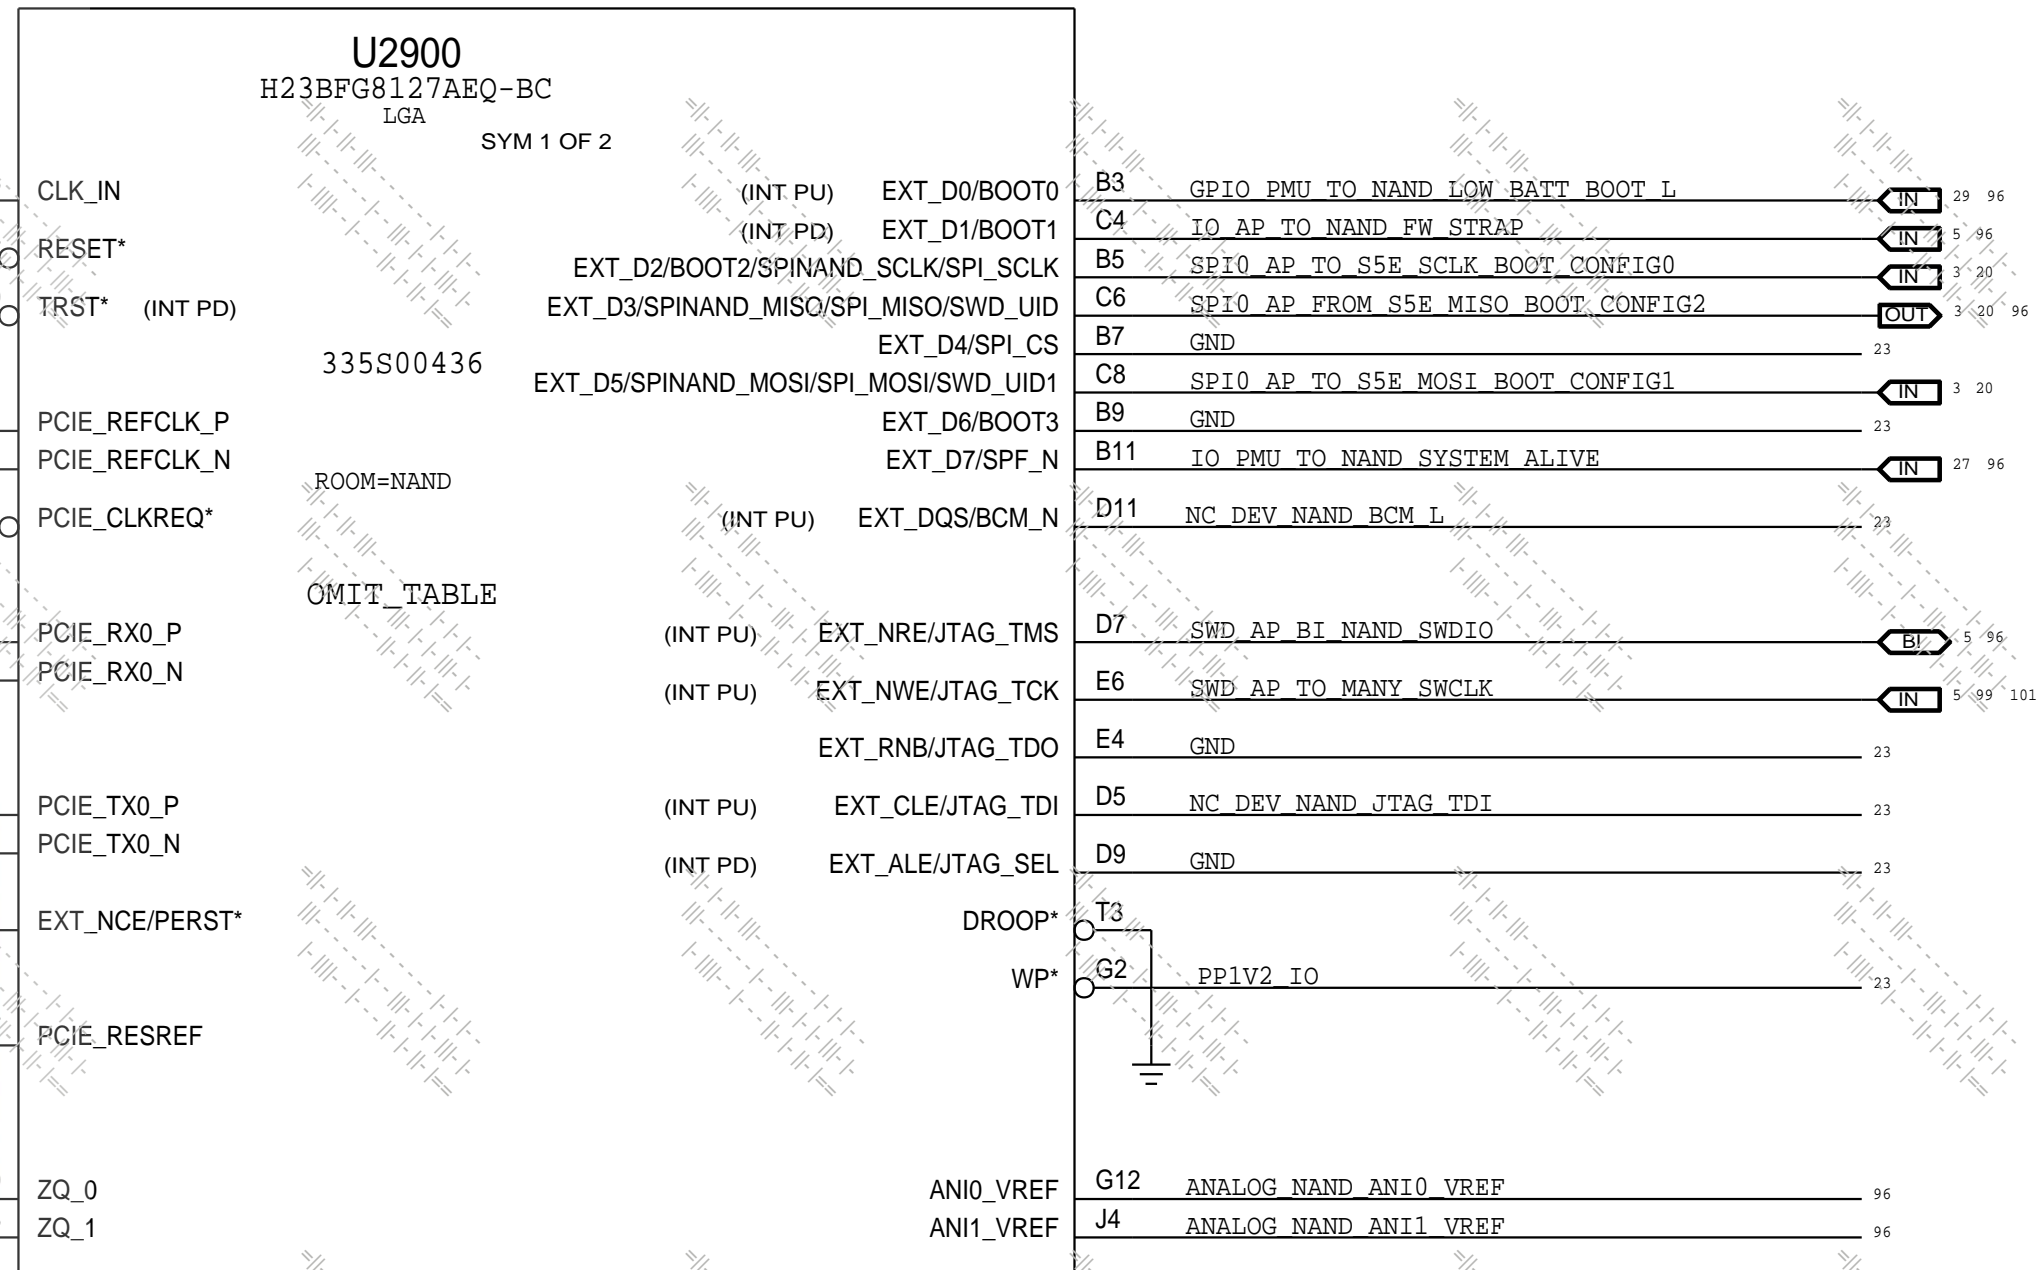 U2900
H23BFG8127AEQ-BC
LGA
SYM 1 OF 2
CLK_IN (INT PU) EXT_D0/BOOT0 B3 GPIO_PMU_TO_NAND_LOW_BATT_BOOT_L IN 29 96
(INT PD) EXT_D1/BOOT1 C4 IO_AP_TO_NAND_FW_STRAP IN 5 96
RESET* EXT_D2/BOOT2/SPINAND_SCLK/SPI_SCLK B5 SPI0_AP_TO_S5E_SCLK_BOOT_CONFIG0 IN 3 20
TRST* (INT PD) EXT_D3/SPINAND_MISO/SPI_MISO/SWD_UID C6 SPI0_AP_FROM_S5E_MISO_BOOT_CONFIG2 OUT 3 20 96
EXT_D4/SPI_CS B7 GND 23
335S00436 EXT_D5/SPINAND_MOSI/SPI_MOSI/SWD_UID1 C8 SPI0_AP_TO_S5E_MOSI_BOOT_CONFIG1 IN 3 20
PCIE_REFCLK_P EXT_D6/BOOT3 B9 GND 23
PCIE_REFCLK_N EXT_D7/SPF_N B11 IO_PMU_TO_NAND_SYSTEM_ALIVE IN 27 96
ROOM=NAND
PCIE_CLKREQ* (INT PU) EXT_DQS/BCM_N D11 NC_DEV_NAND_BCM_L 23
OMIT_TABLE
PCIE_RX0_P (INT PU) EXT_NRE/JTAG_TMS D7 SWD_AP_BI_NAND_SWDIO BI 5 96
PCIE_RX0_N
(INT PU) EXT_NWE/JTAG_TCK E6 SWD_AP_TO_MANY_SWCLK IN 5 99 101
EXT_RNB/JTAG_TDO E4 GND 23
PCIE_TX0_P (INT PU) EXT_CLE/JTAG_TDI D5 NC_DEV_NAND_JTAG_TDI 23
PCIE_TX0_N
(INT PD) EXT_ALE/JTAG_SEL D9 GND 23
EXT_NCE/PERST* DROOP* T3
WP* G2 PP1V2_IO 23
PCIE_RESREF
ZQ_0 ANI0_VREF G12 ANALOG_NAND_ANI0_VREF 96
ZQ_1 ANI1_VREF J4 ANALOG_NAND_ANI1_VREF 96